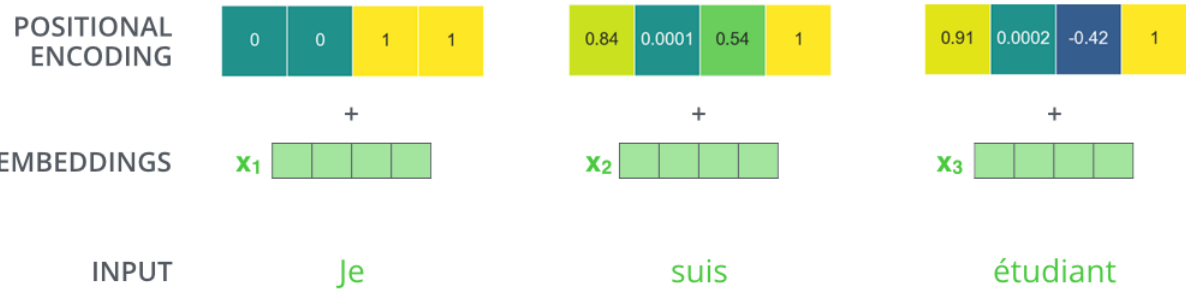 POSITIONAL
ENCODING
0 0 1 1
0.84 0.0001 0.54 1
0.91 0.0002 -0.42 1
+ + +
EMBEDDINGS
x₁ x₂ x₃
INPUT
Je suis étudiant